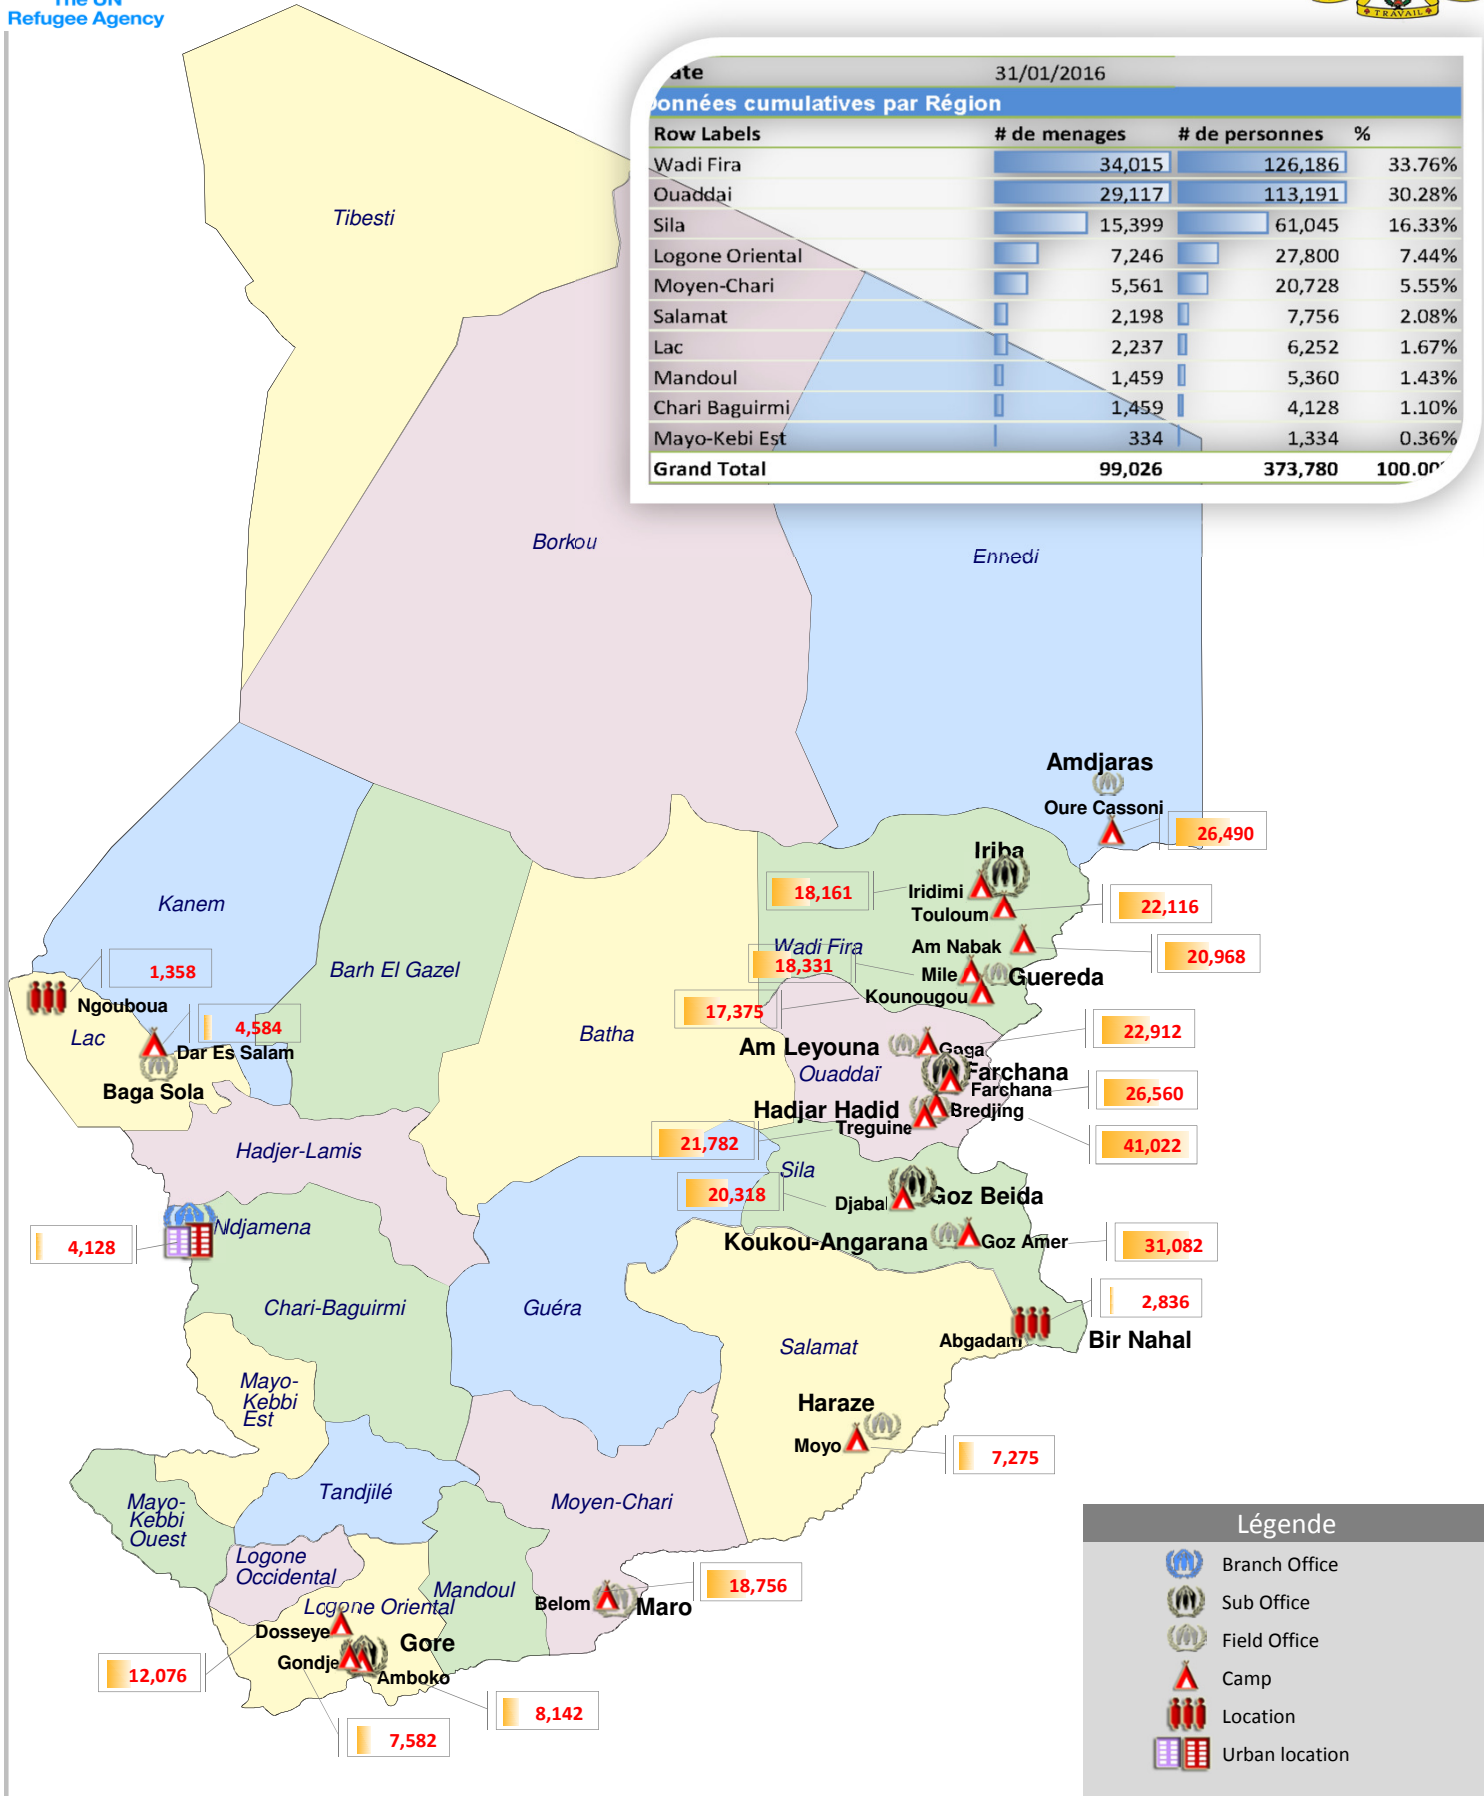 The UN
Refugee Agency
TRAVAIL
ate 31/01/2016
onnées cumulatives par Région
Row Labels # de menages # de personnes %
Wadi Fira 34,015 126,186 33.76%
Ouaddai 29,117 113,191 30.28%
Sila 15,399 61,045 16.33%
Logone Oriental 7,246 27,800 7.44%
Moyen-Chari 5,561 20,728 5.55%
Salamat 2,198 7,756 2.08%
Lac 2,237 6,252 1.67%
Mandoul 1,459 5,360 1.43%
Chari Baguirmi 1,459 4,128 1.10%
Mayo-Kebi Est 334 1,334 0.36%
Grand Total 99,026 373,780 100.00
Tibesti
Borkou
Ennedi
Amdjaras
Oure Cassoni
26,490
Iriba
18,161
Iridimi
Touloum
22,116
Kanem
Wadi Fira
Am Nabak
20,968
Barh El Gazel
1,358
18,331
Mile
Guereda
Ngouboua
17,375
Kounougou
Lac
4,584
Batha
22,912
Dar Es Salam
Am Leyouna
Gaga
Baga Sola
Ouaddaï
Farchana
Farchana
26,560
Hadjar Hadid
Bredjing
Treguine
21,782
41,022
Hadjer-Lamis
Sila
20,318
Djabal
Goz Beida
Ndjamena
4,128
Koukou-Angarana
Goz Amer
31,082
Chari-Baguirmi
Guéra
2,836
Salamat
Abgadam
Bir Nahal
Mayo-
Kebbi
Est
Haraze
Moyo
7,275
Tandjilé
Moyen-Chari
Mayo-
Kebbi
Ouest
Logone
Occidental
Mandoul
18,756
Logone Oriental
Belom
Maro
Dosseye
Gore
Gondje
Amboko
12,076
8,142
7,582
Légende
Branch Office
Sub Office
Field Office
Camp
Location
Urban location